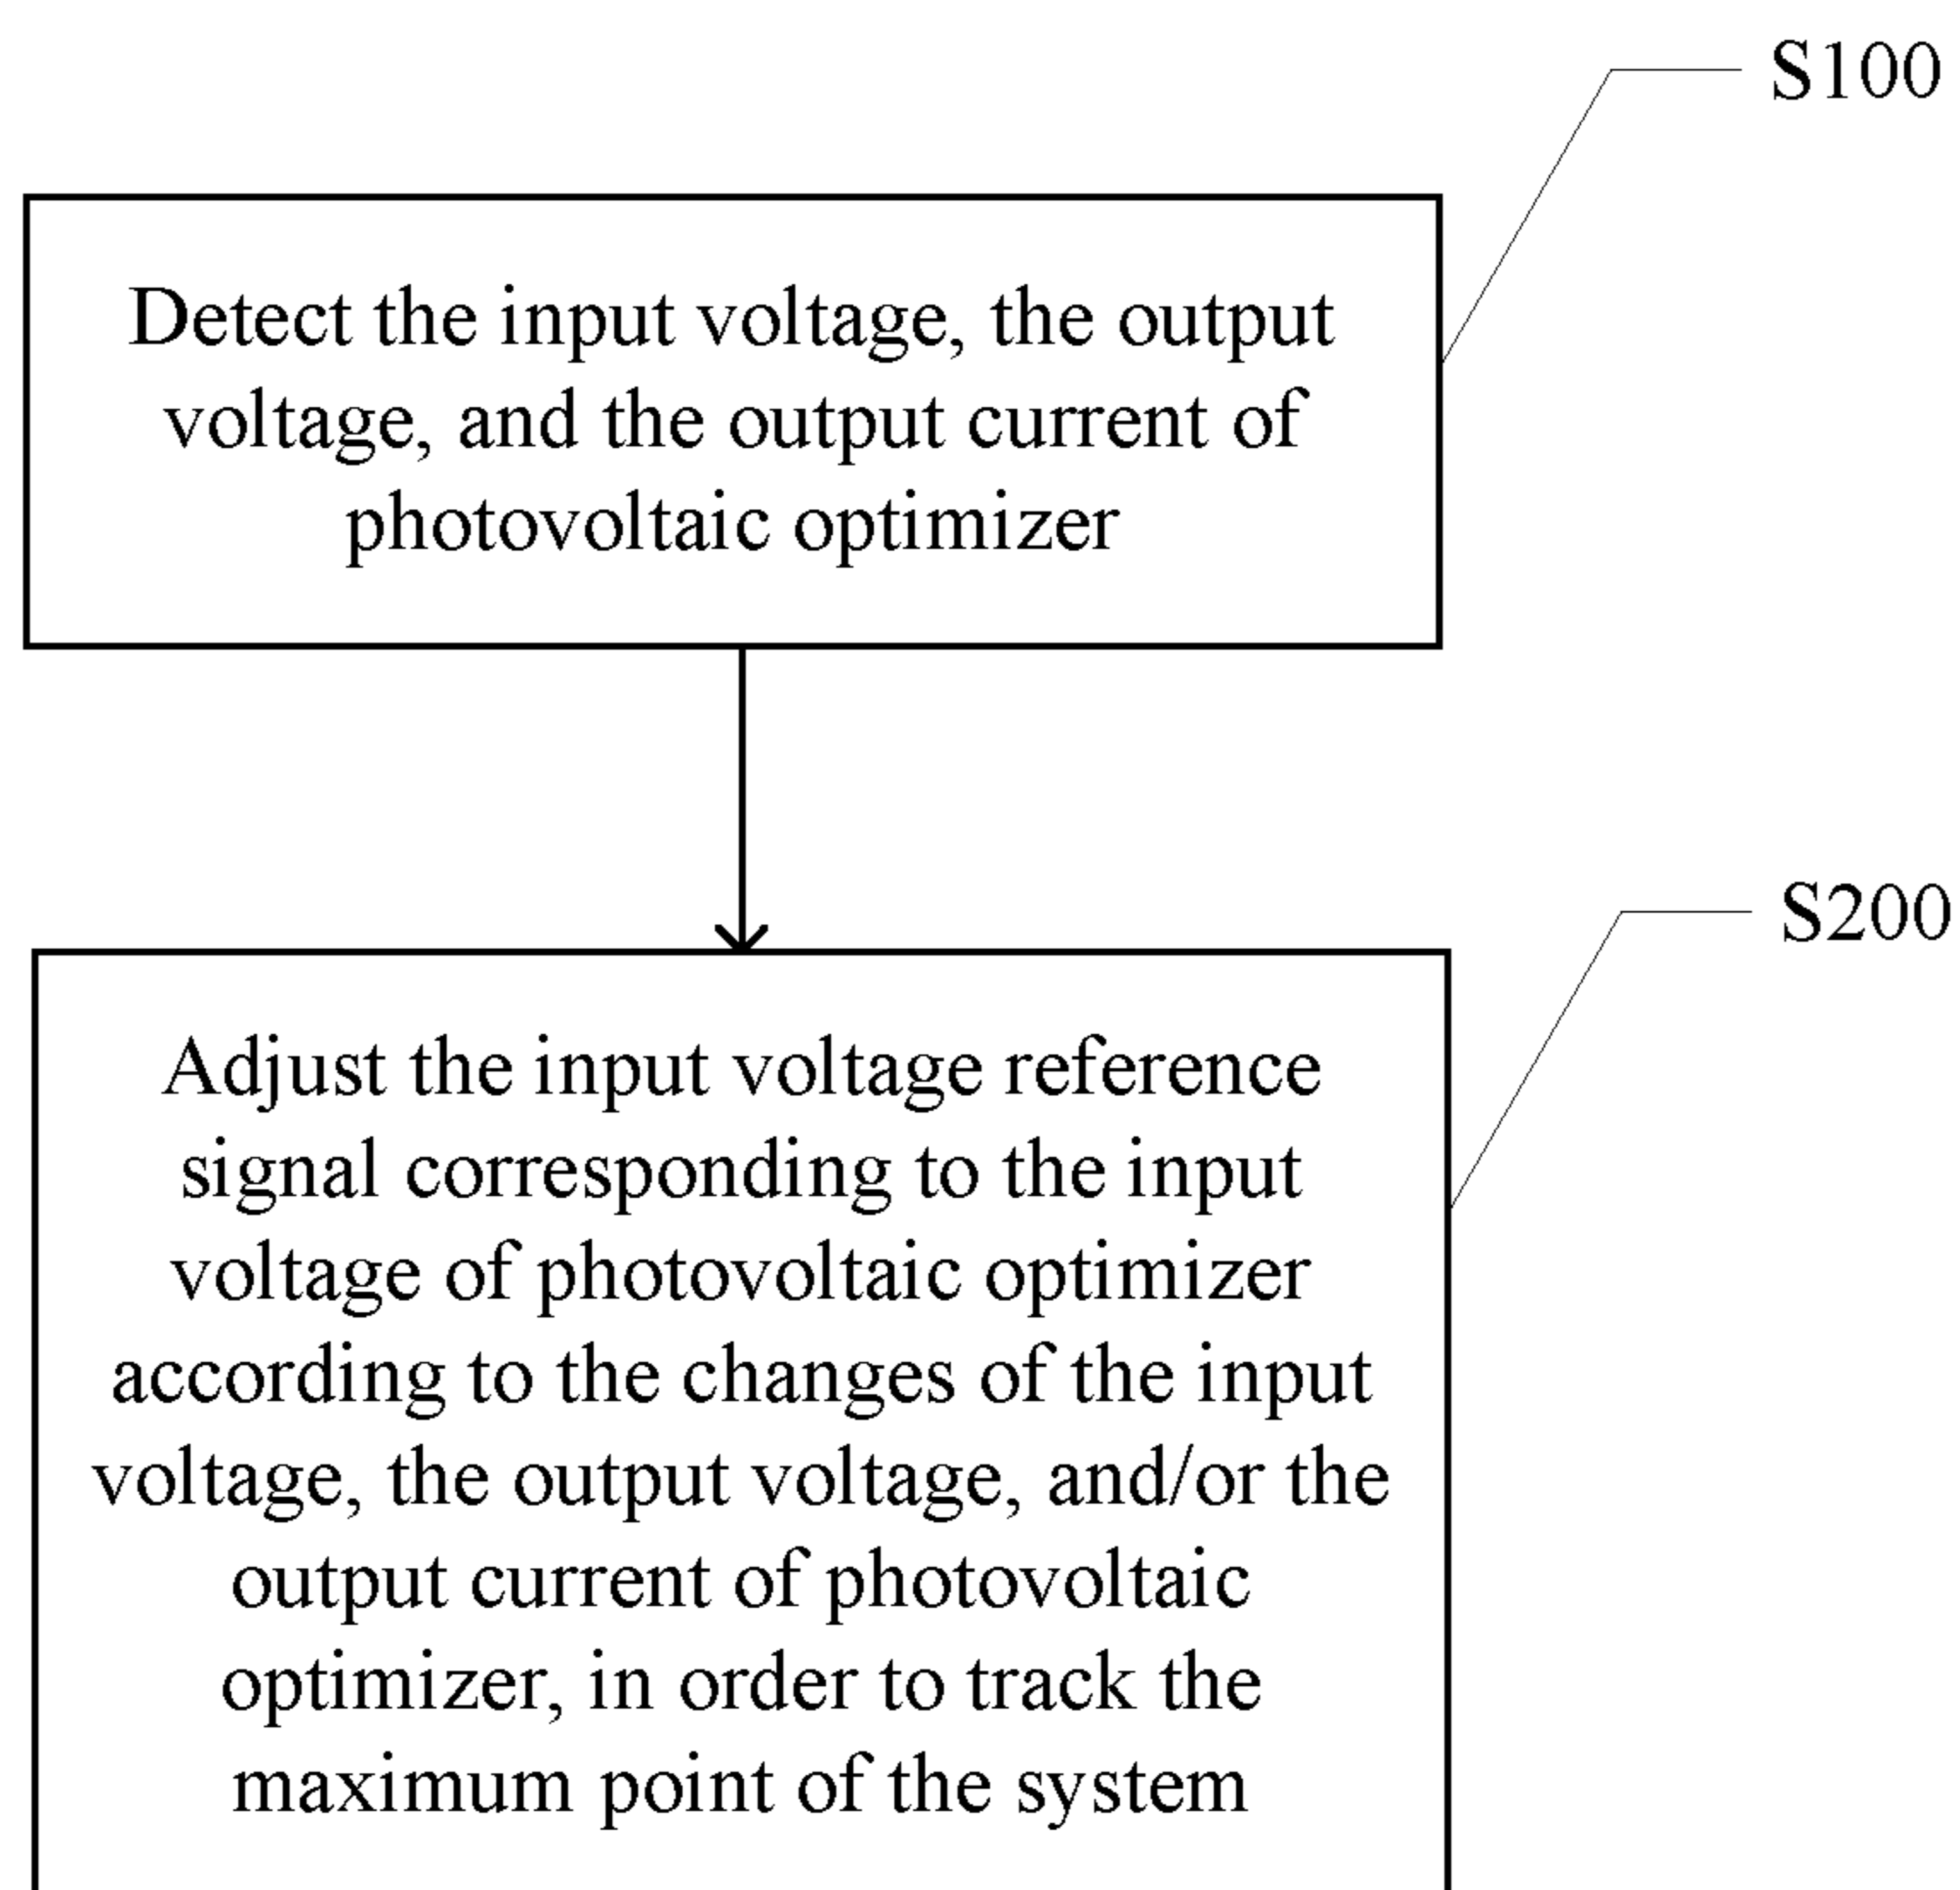 S100
Detect the input voltage, the output
voltage, and the output current of
photovoltaic optimizer
S200
Adjust the input voltage reference
signal corresponding to the input
voltage of photovoltaic optimizer
according to the changes of the input
voltage, the output voltage, and/or the
output current of photovoltaic
optimizer, in order to track the
maximum point of the system